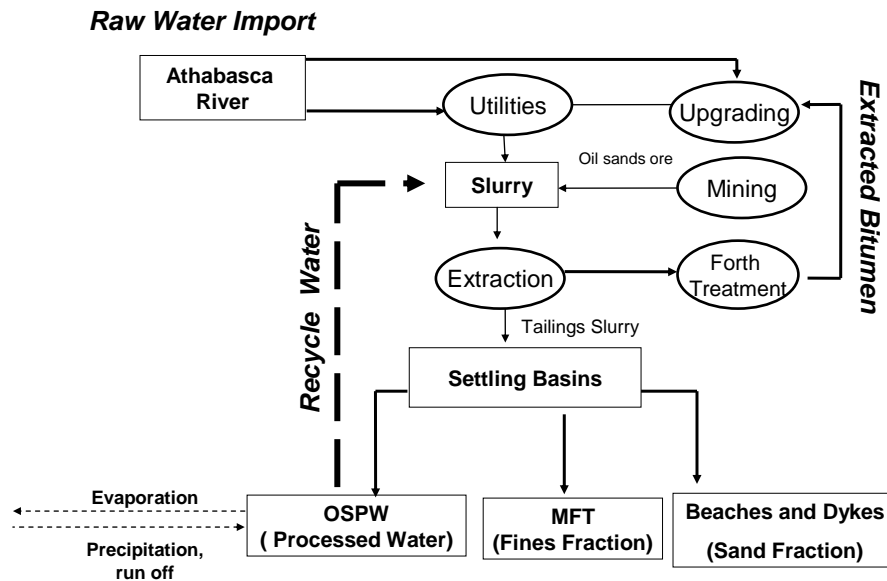 Raw Water Import
Athabasca
River
Utilities
Upgrading
Extracted Bitumen
Oil sands ore
Slurry
Mining
Recycle Water
Extraction
Forth
Treatment
Tailings Slurry
Settling Basins
Evaporation
Precipitation,
run off
OSPW
( Processed Water)
MFT
(Fines Fraction)
Beaches and Dykes
(Sand Fraction)